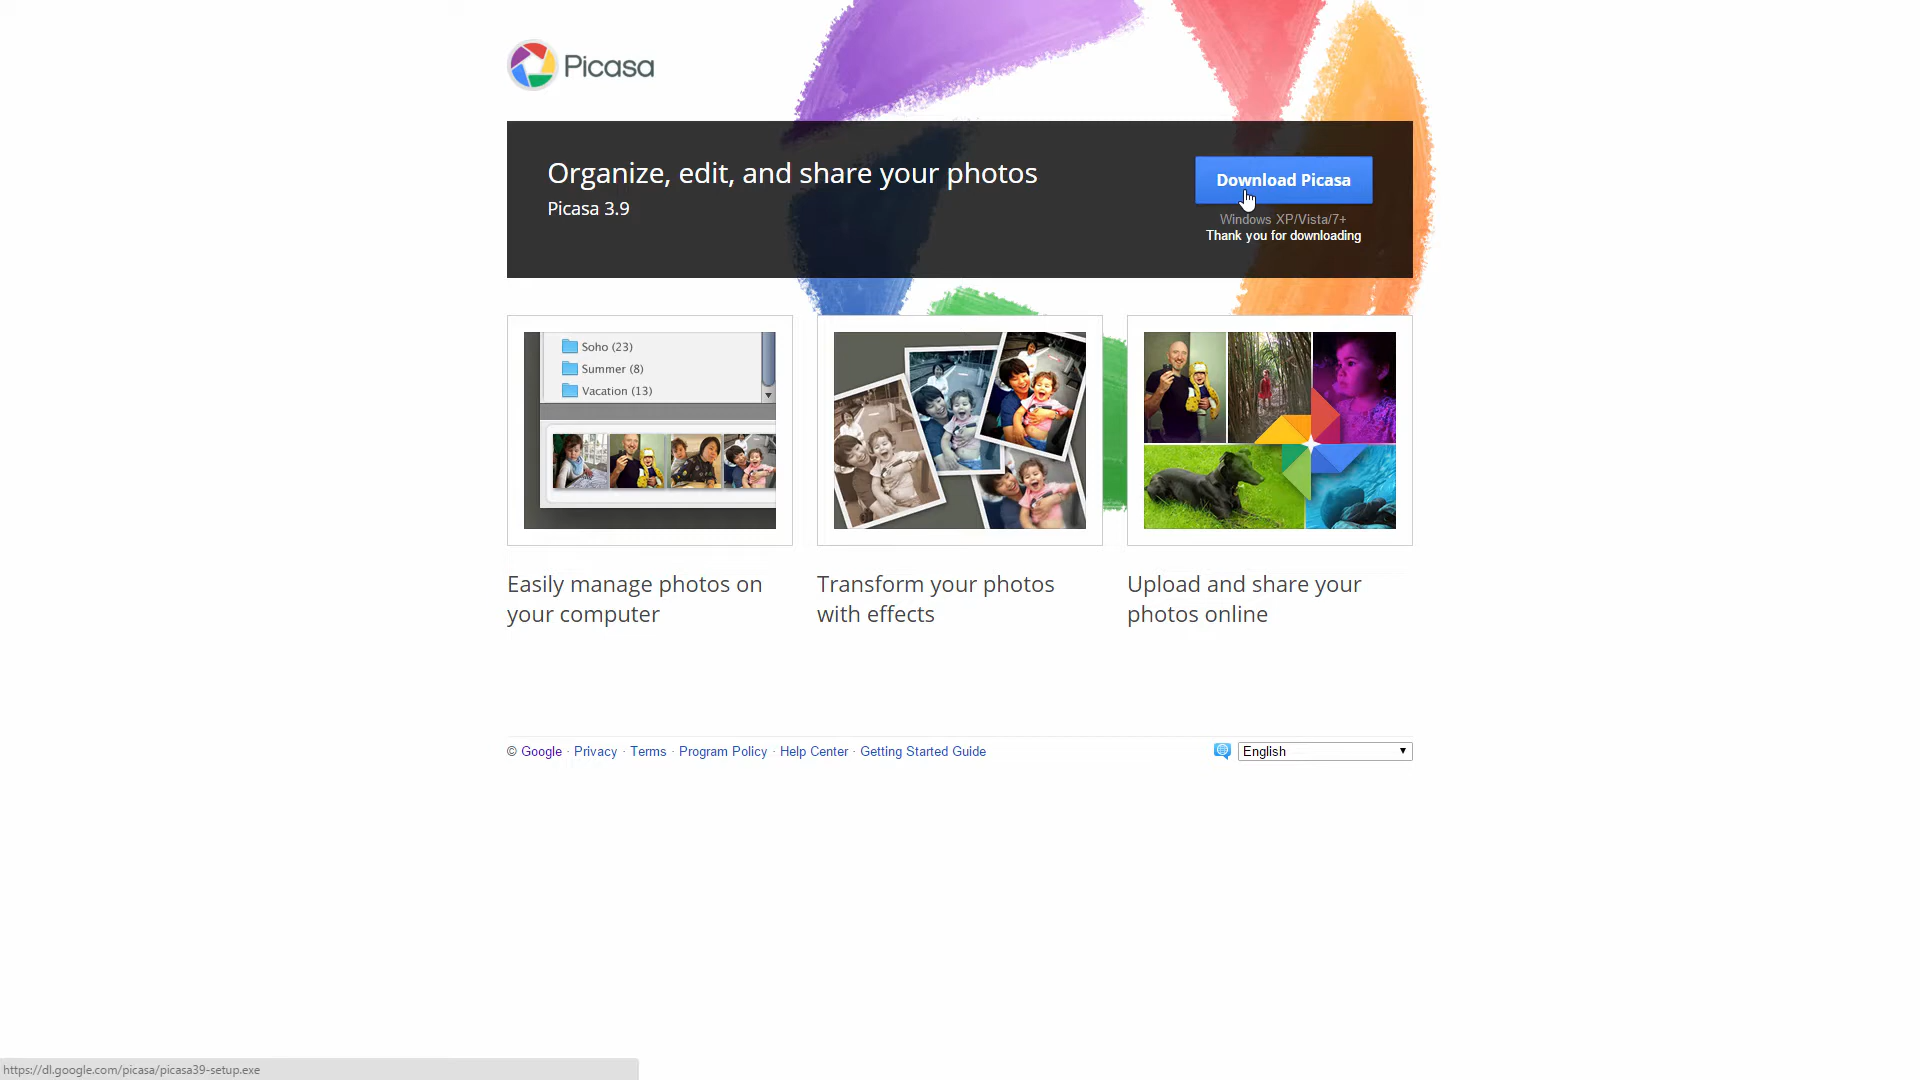 Picasa
Organize, edit, and share your photos
Picasa 3.9
Download Picasa
Windows XP/Vista/7+
Thank you for downloading
Soho (23)
Summer (8)
Vacation (13)
Easily manage photos on
your computer
Transform your photos
with effects
Upload and share your
photos online
© Google · Privacy · Terms · Program Policy · Help Center · Getting Started Guide
English
https://dl.google.com/picasa/picasa39-setup.exe